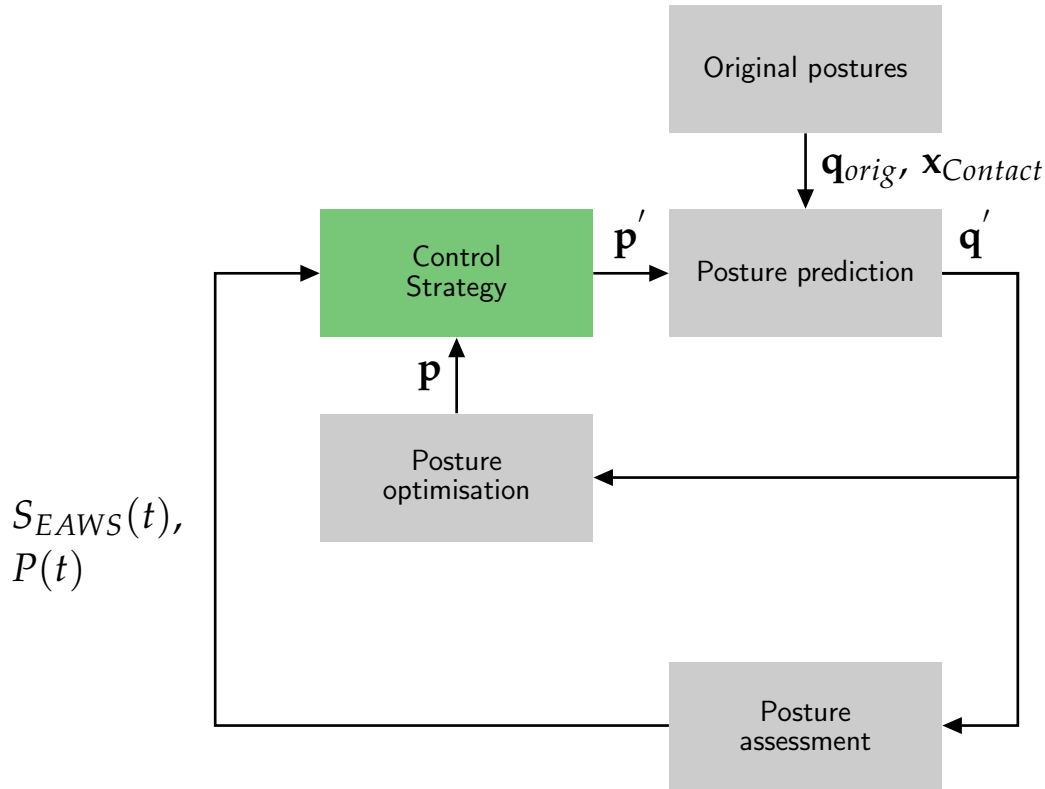 Original postures
q_orig, x_Contact
Control
Strategy
p′
Posture prediction
q′
p
Posture
optimisation
S_EAWS(t),
P(t)
Posture
assessment